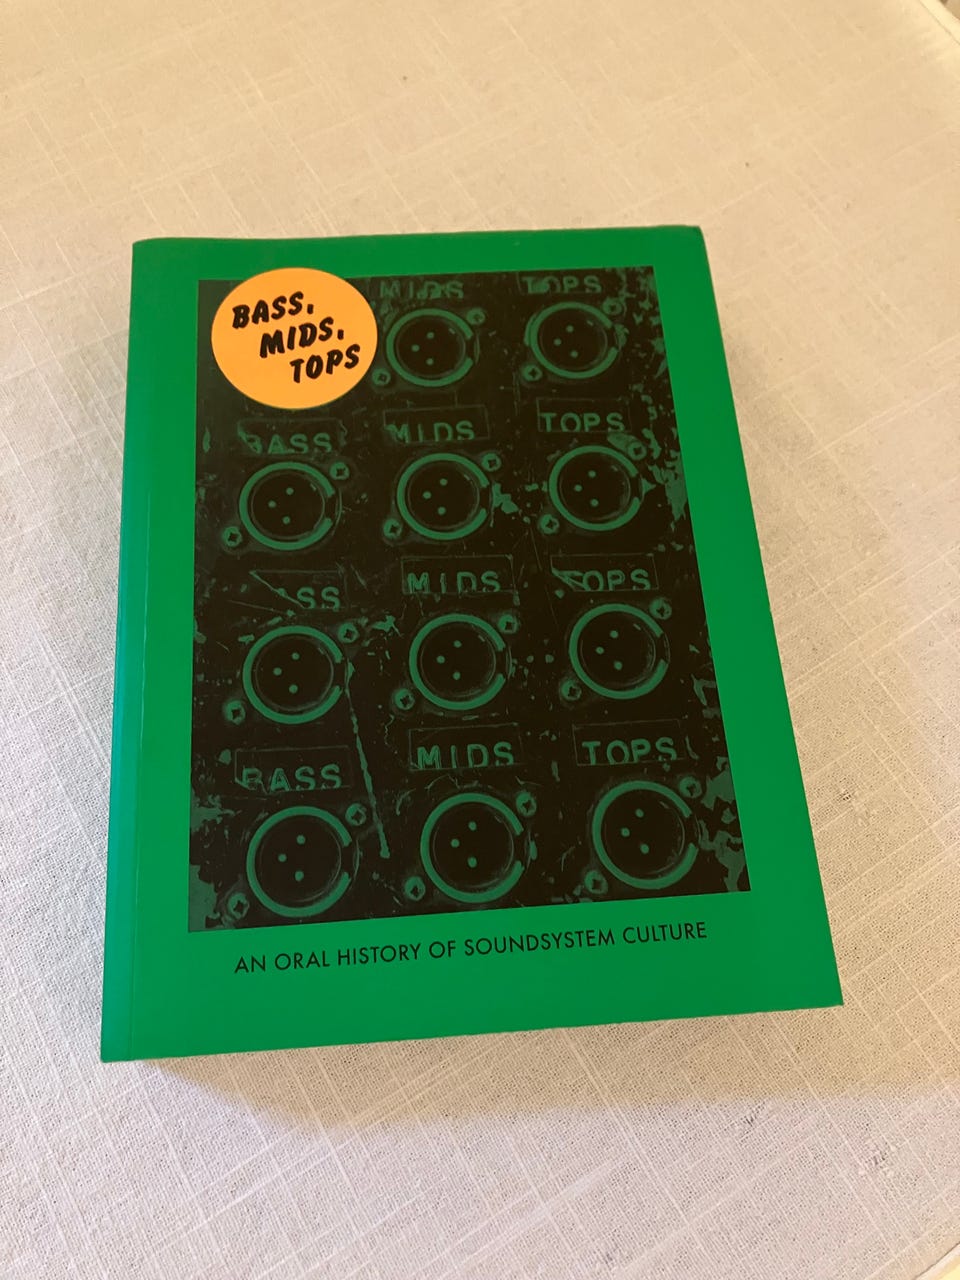 BASS,
MIDS,
TOPS
MIDS TOPS
BASS MIDS TOPS
ASS MIDS TOPS
BASS MIDS TOPS
AN ORAL HISTORY OF SOUNDSYSTEM CULTURE